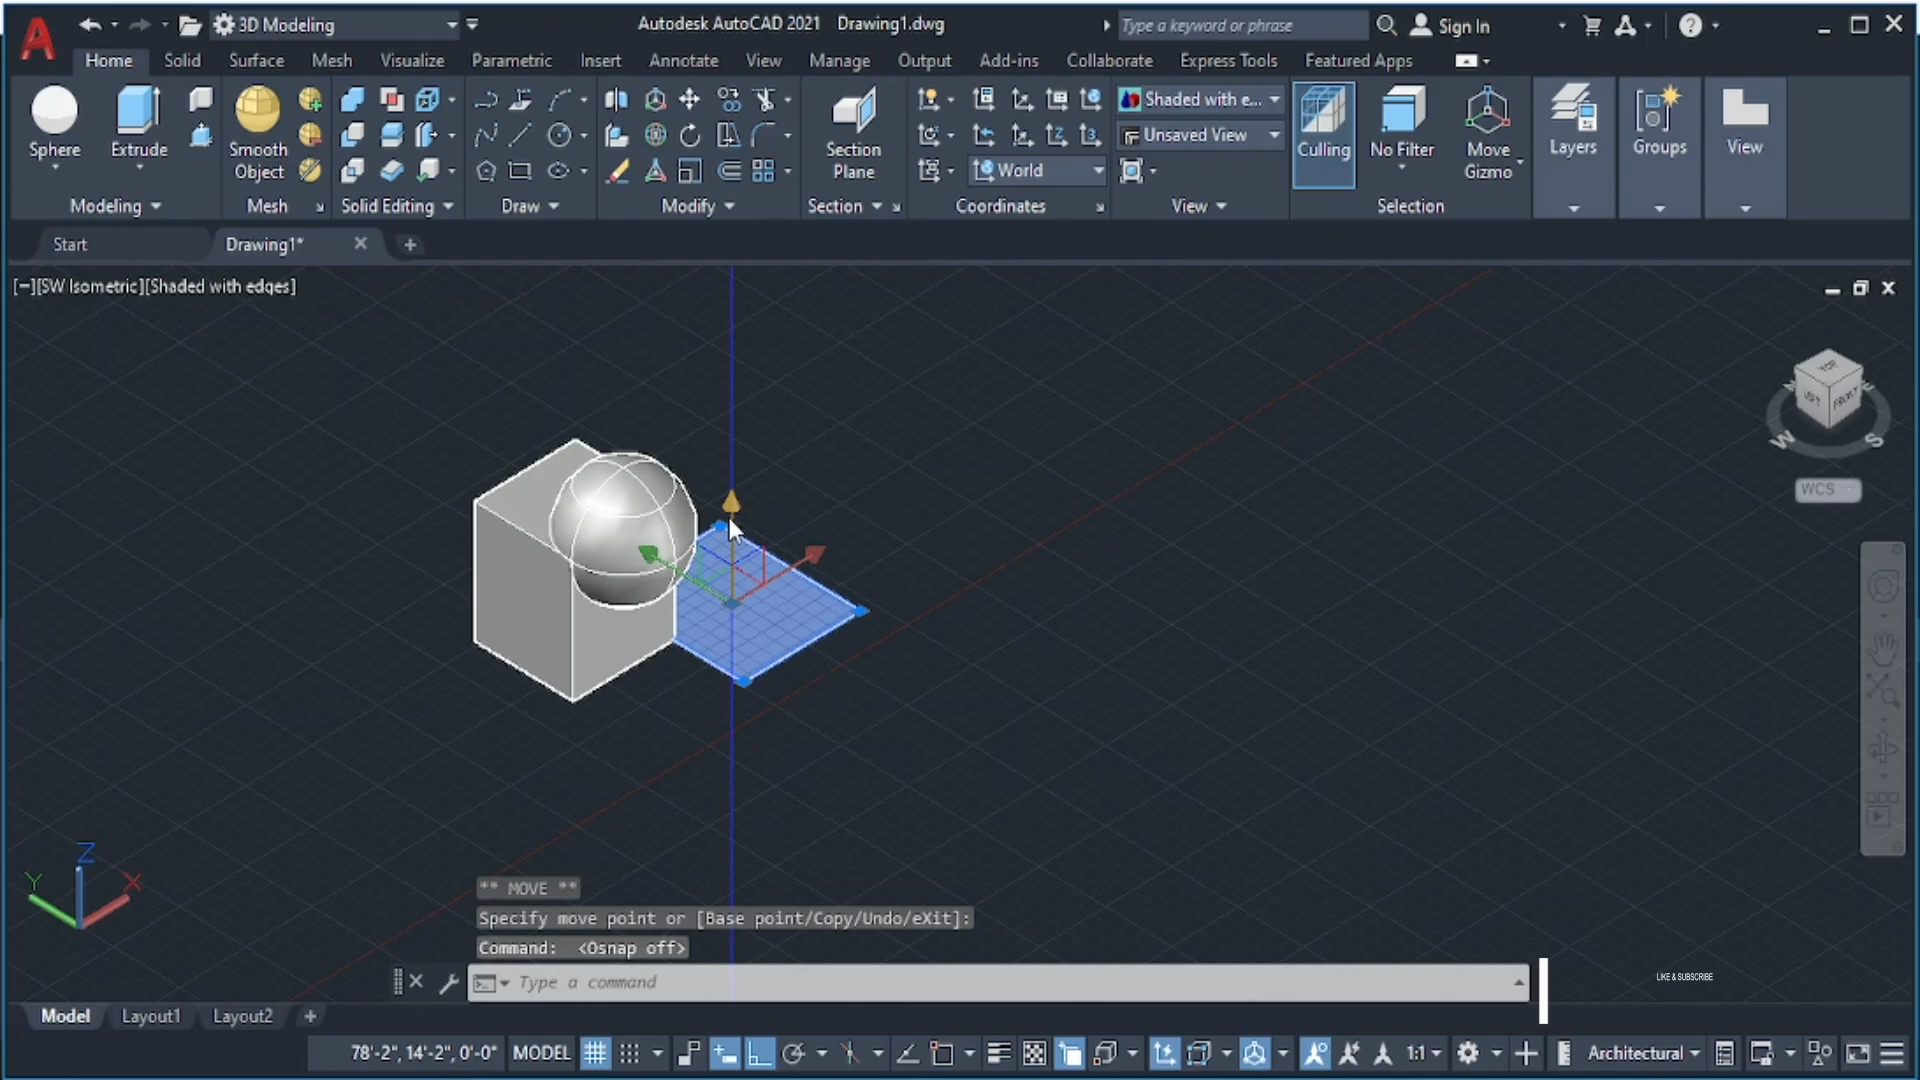 3D Modeling
Autodesk AutoCAD 2021 Drawing1.dwg
Type a keyword or phrase
Sign In
Home Solid Surface Mesh Visualize Parametric Insert Annotate View Manage Output Add-ins Collaborate Express Tools Featured Apps
Sphere
Extrude
Smooth
Object
Section
Plane
World
Shaded with e...
Unsaved View
Culling
No Filter
Move
Gizmo
Layers
Groups
View
Modeling
Mesh
Solid Editing
Draw
Modify
Section
Coordinates
View
Selection
Start
Drawing1*
[−][SW Isometric][Shaded with edges]
TOP
LEFT
FRONT
W
S
WCS
Z
Y
X
** MOVE **
Specify move point or [Base point/Copy/Undo/eXit]:
Command: <Osnap off>
Type a command
LIKE & SUBSCRIBE
Model
Layout1
Layout2
78'-2", 14'-2", 0'-0"
MODEL
1:1
Architectural